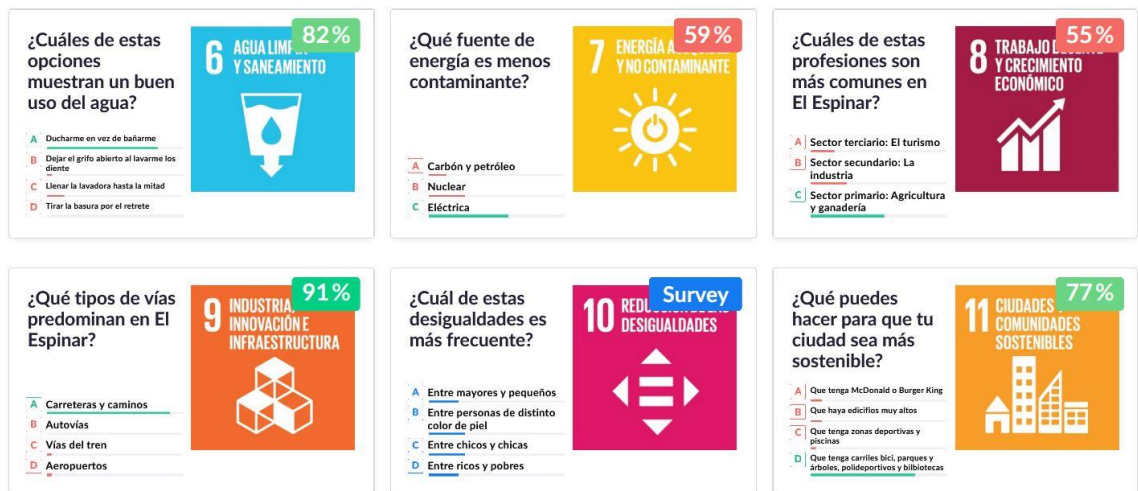 ¿Cuáles de estas
opciones
muestran un buen
uso del agua?
A Ducharme en vez de bañarme
B Dejar el grifo abierto al lavarme los
diente
C Llenar la lavadora hasta la mitad
D Tirar la basura por el retrete
82%
6 AGUA
Y SANEAMIENTO
¿Qué fuente de
energía es menos
contaminante?
A Carbón y petróleo
B Nuclear
C Eléctrica
59%
7 ENERGÍA
Y NO CONTAMINANTE
¿Cuáles de estas
profesiones son
más comunes en
El Espinar?
A Sector terciario: El turismo
B Sector secundario: La
industria
C Sector primario: Agricultura
y ganadería
55%
8 TRABAJO
Y CRECIMIENTO
ECONÓMICO
¿Qué tipos de vías
predominan en El
Espinar?
A Carreteras y caminos
B Autovías
C Vías del tren
D Aeropuertos
91%
9 INDUSTRIA,
INNOVACIÓN E
INFRAESTRUCTURA
¿Cuál de estas
desigualdades es
más frecuente?
A Entre mayores y pequeños
B Entre personas de distinto
color de piel
C Entre chicos y chicas
D Entre ricos y pobres
Survey
10
DESIGUALDADES
¿Qué puedes
hacer para que tu
ciudad sea más
sostenible?
A Que tenga McDonald o Burger King
B Que haya edicifios muy altos
C Que tenga zonas deportivas y
piscinas
D Que tenga carriles bici, parques y
árboles, polideportivos y bilbiotecas
77%
11 CIUDADES
COMUNIDADES
SOSTENIBLES